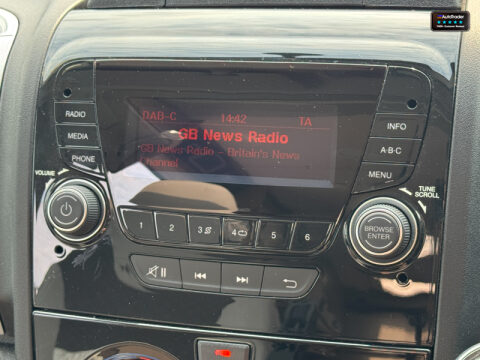 AutoTrader
RADIO
MEDIA
PHONE
VOLUME
DAB-C 14:42 TA
GB News Radio
GB News Radio - Britain's News
Channel
INFO
A·B·C
MENU
TUNE
SCROLL
BROWSE
ENTER
1 2 3 4 5 6